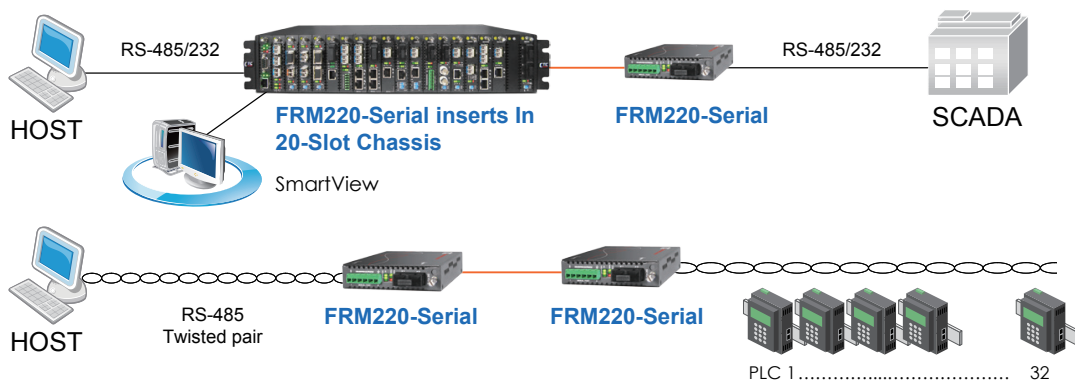 RS-485/232
RS-485/232
HOST
FRM220-Serial inserts In
20-Slot Chassis
FRM220-Serial
SCADA
SmartView
HOST
RS-485
Twisted pair
FRM220-Serial
FRM220-Serial
PLC 1................................... 32